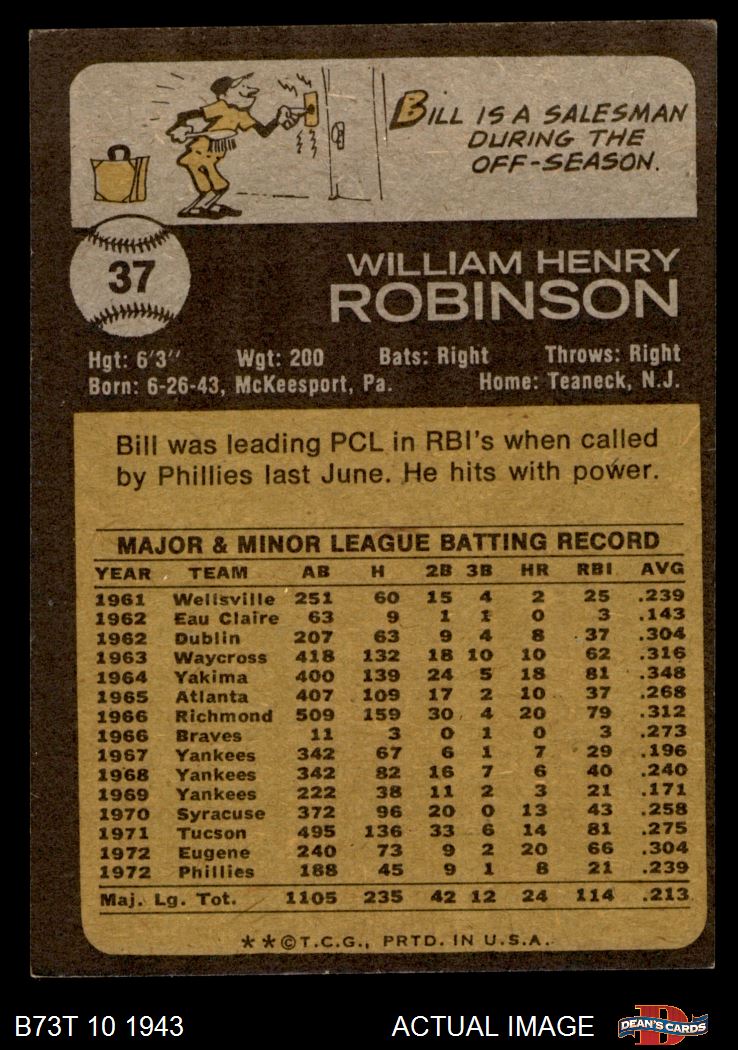 BILL IS A SALESMAN
DURING THE
OFF-SEASON.
37
WILLIAM HENRY
ROBINSON
Hgt: 6'3" Wgt: 200 Bats: Right Throws: Right
Born: 6-26-43, McKeesport, Pa. Home: Teaneck, N.J.
Bill was leading PCL in RBI's when called
by Phillies last June. He hits with power.
MAJOR & MINOR LEAGUE BATTING RECORD
YEAR TEAM AB H 2B 3B HR RBI AVG
1961 Wellsville 251 60 15 4 2 25 .239
1962 Eau Claire 63 9 1 1 0 3 .143
1962 Dublin 207 63 9 4 8 37 .304
1963 Waycross 418 132 18 10 10 62 .316
1964 Yakima 400 139 24 5 18 81 .348
1965 Atlanta 407 109 17 2 10 37 .268
1966 Richmond 509 159 30 4 20 79 .312
1966 Braves 11 3 0 1 0 3 .273
1967 Yankees 342 67 6 1 7 29 .196
1968 Yankees 342 82 16 7 6 40 .240
1969 Yankees 222 38 11 2 3 21 .171
1970 Syracuse 372 96 20 0 13 43 .258
1971 Tucson 495 136 33 6 14 81 .275
1972 Eugene 240 73 9 2 20 66 .304
1972 Phillies 188 45 9 1 8 21 .239
Maj. Lg. Tot. 1105 235 42 12 24 114 .213
**©T.C.G., PRTD. IN U.S.A.
B73T 10 1943 ACTUAL IMAGE D DEAN'S CARDS